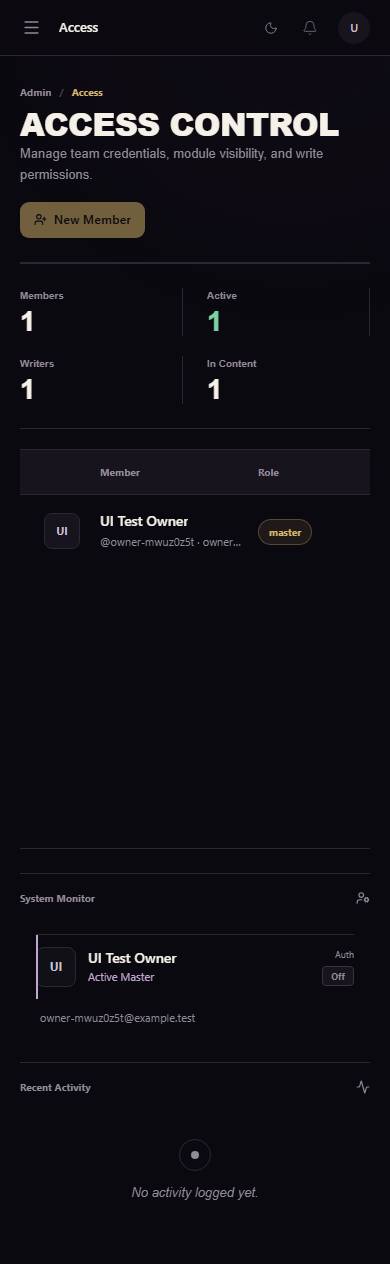 Access
U
Admin / Access
ACCESS CONTROL
Manage team credentials, module visibility, and write
permissions.
New Member
Members
Active
1
1
Writers
In Content
1
1
Member
Role
UI
UI Test Owner
@owner-mwuz0z5t · owner...
master
System Monitor
UI
UI Test Owner
Active Master
Auth
Off
owner-mwuz0z5t@example.test
Recent Activity
No activity logged yet.